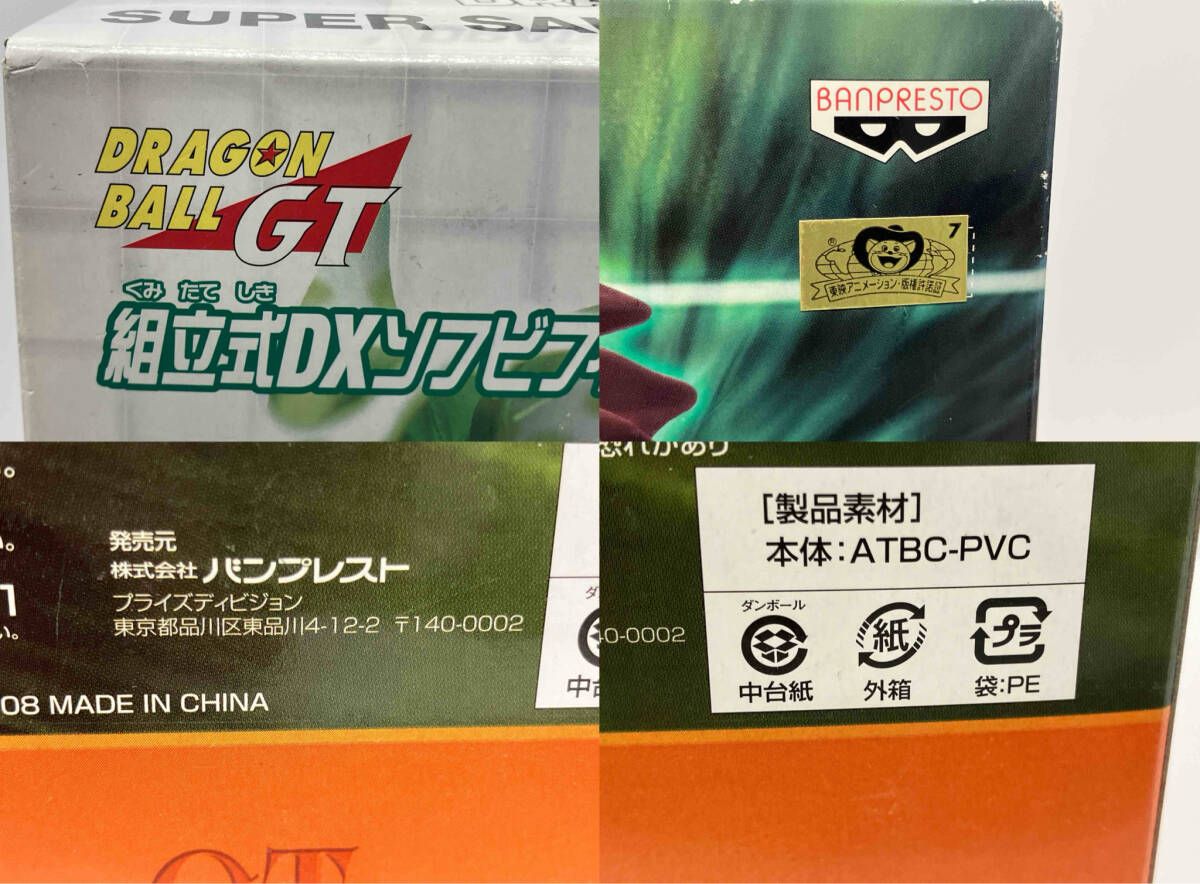 SUPER SA
DRAGON
BALL GT
くみ たて しき
組立式DXソフビフィ
BANPRESTO
7
®
東映アニメーション・版権許諾証
発売元
株式会社 バンプレスト
プライズディビジョン
東京都品川区東品川4-12-2 〒140-0002
08 MADE IN CHINA
GT
恐れがあり
[製品素材]
本体:ATBC-PVC
ダンボール
紙
プラ
中台紙
外箱
袋:PE
-0002